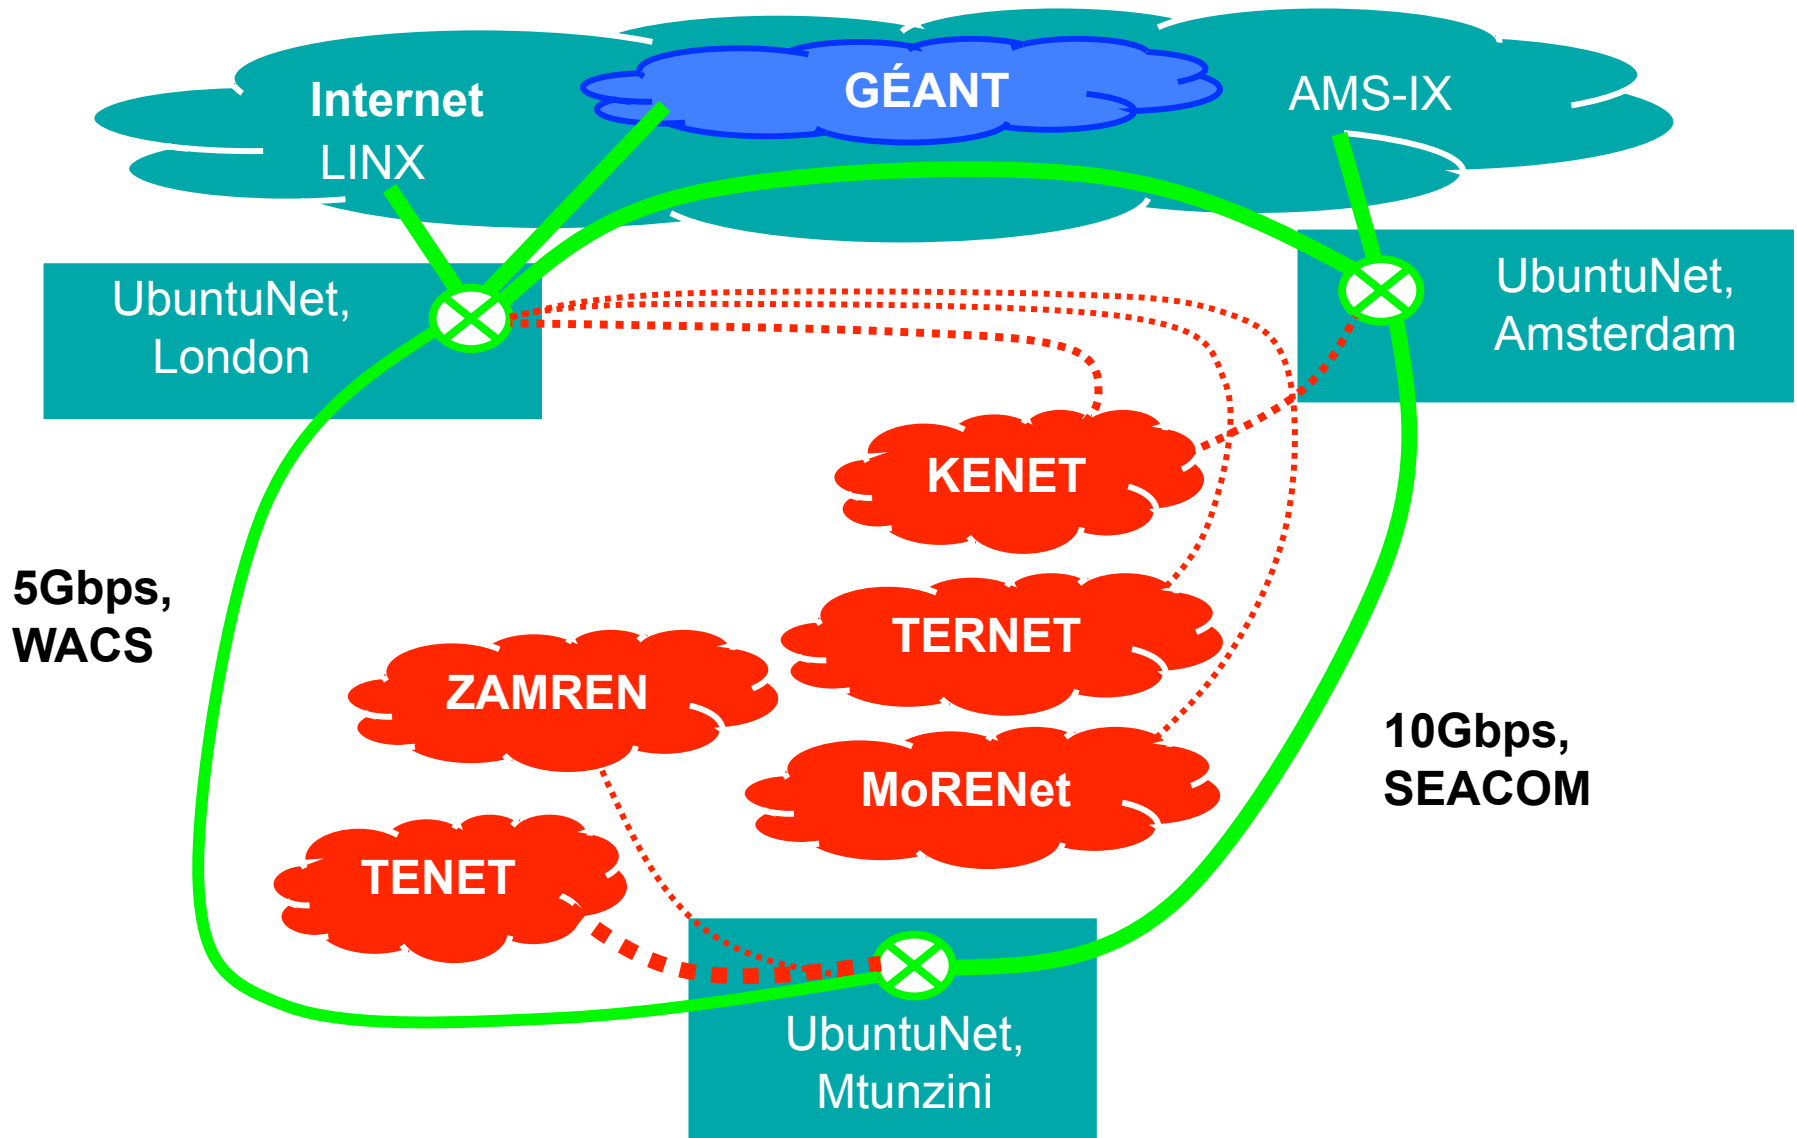 GÉANT
AMS-IX
Internet
LINX
UbuntuNet,
London
UbuntuNet,
Amsterdam
KENET
5Gbps,
WACS
TERNET
ZAMREN
10Gbps,
SEACOM
MoRENet
TENET
UbuntuNet,
Mtunzini